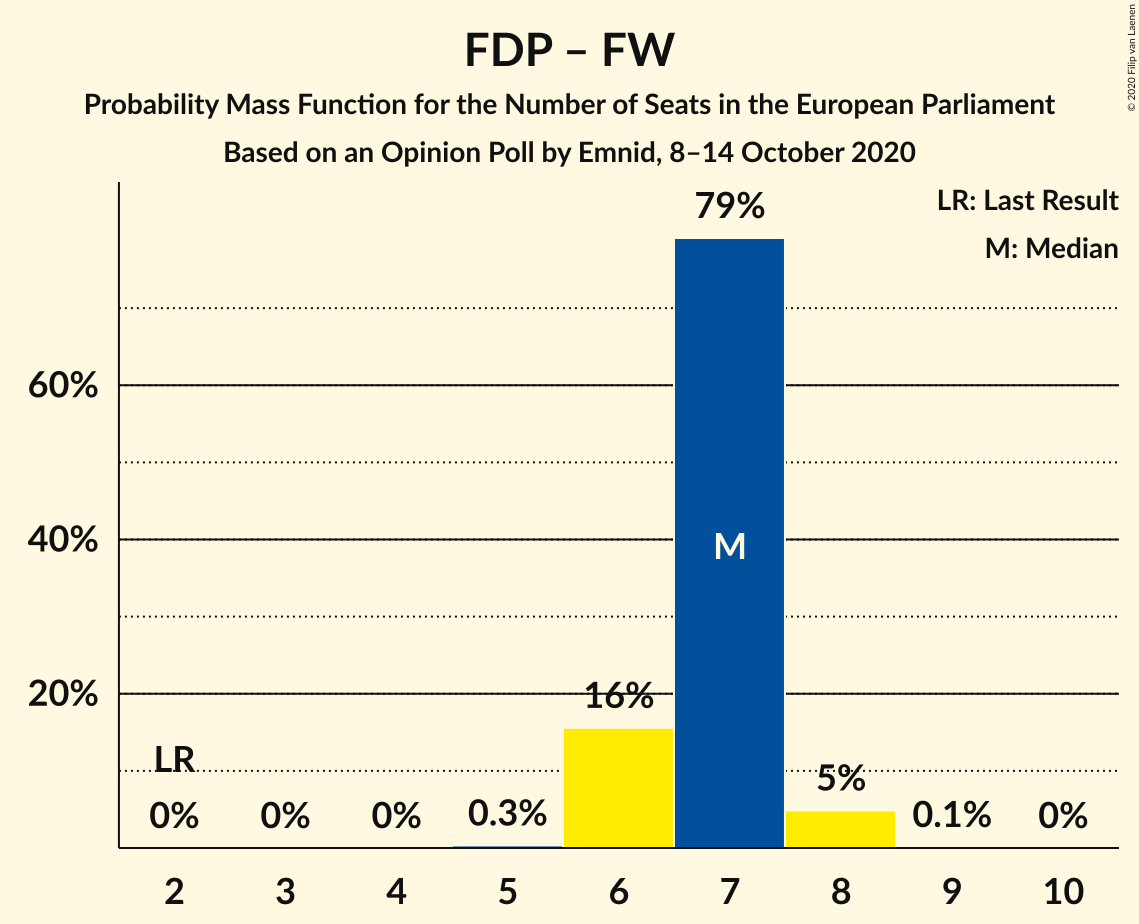 FDP – FW
Probability Mass Function for the Number of Seats in the European Parliament
Based on an Opinion Poll by Emnid, 8–14 October 2020
© 2020 Filip van Laenen
LR: Last Result
M: Median
79%
60%
40%
M
20%
16%
LR
5%
0% 0% 0% 0.3% 0.1% 0%
2 3 4 5 6 7 8 9 10